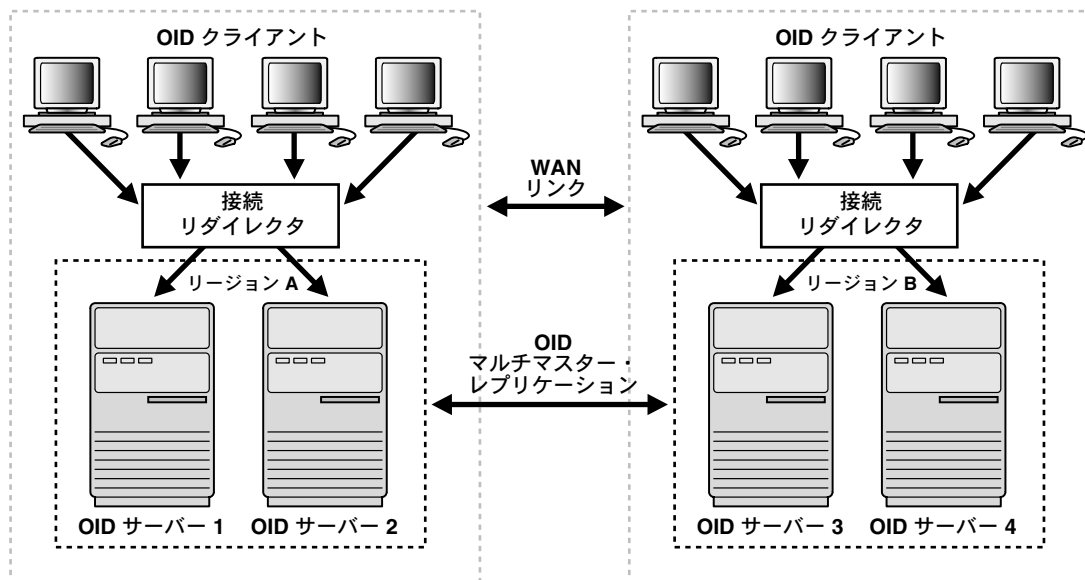 OID クライアント
接続
リダイレクタ
リージョン A
OID サーバー 1
OID サーバー 2
WAN
リンク
OID
マルチマスター・
レプリケーション
OID クライアント
接続
リダイレクタ
リージョン B
OID サーバー 3
OID サーバー 4